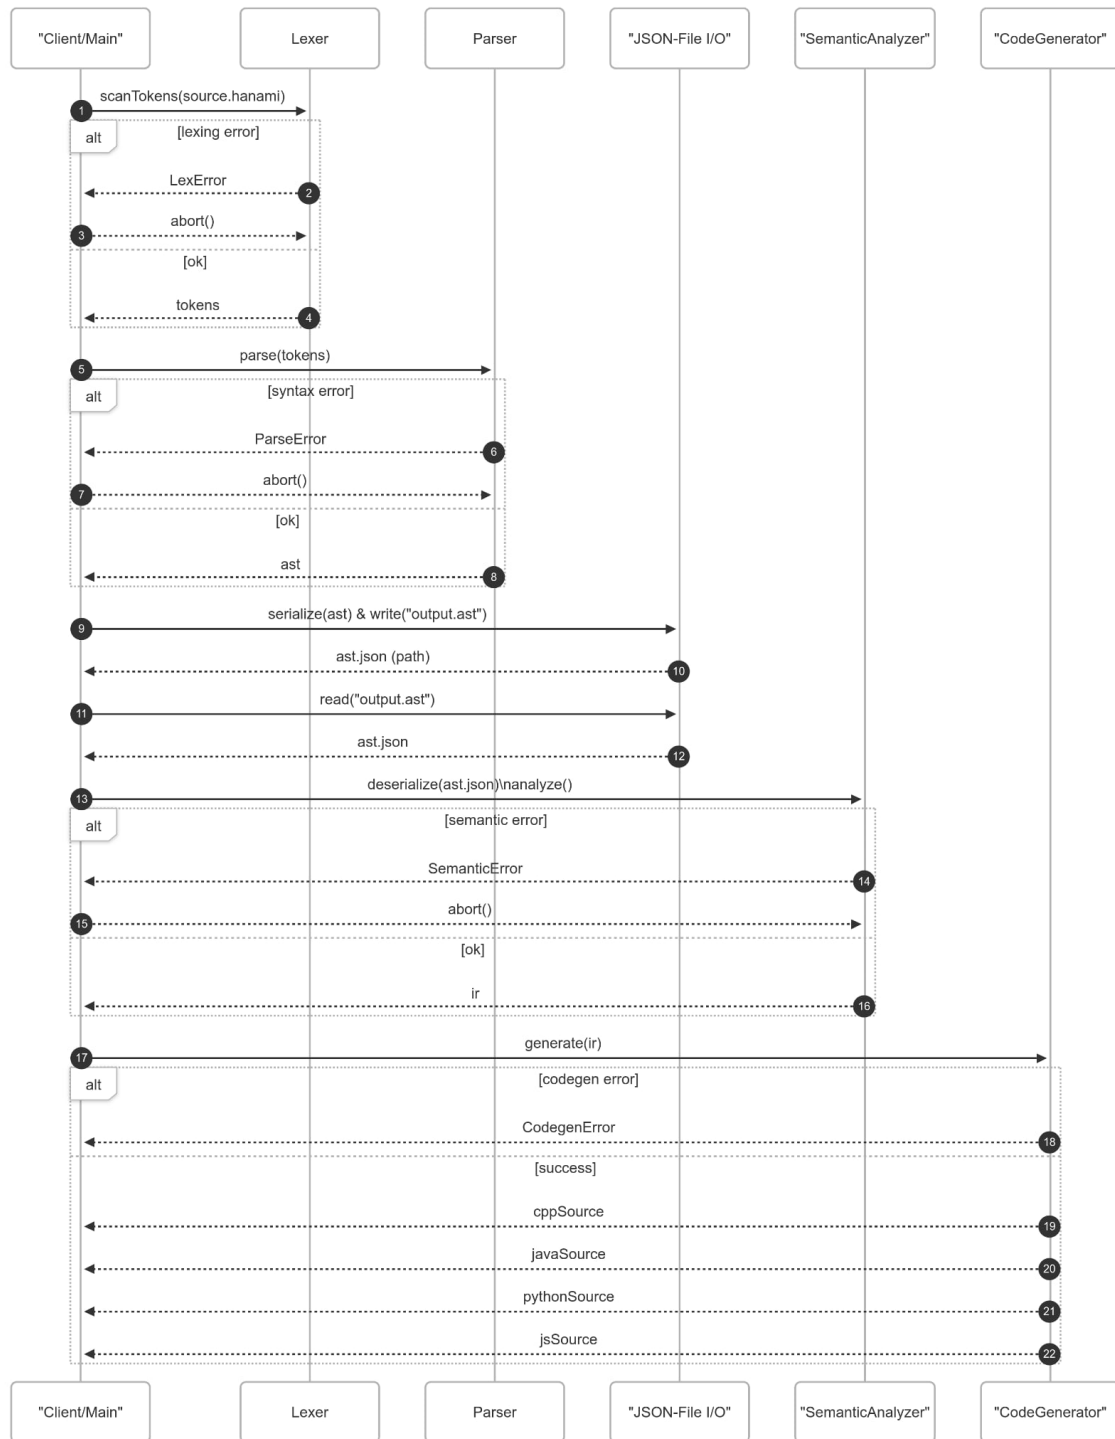 "Client/Main" Lexer Parser "JSON-File I/O" "SemanticAnalyzer" "CodeGenerator"
scanTokens(source.hanami)
1
alt [lexing error]
LexError
2
abort()
3
[ok]
tokens
4
parse(tokens)
5
alt [syntax error]
ParseError
6
abort()
7
[ok]
ast
8
serialize(ast) & write("output.ast")
9
ast.json (path)
10
read("output.ast")
11
ast.json
12
deserialize(ast.json)\nanalyze()
13
alt [semantic error]
SemanticError
14
abort()
15
[ok]
ir
16
generate(ir)
17
alt [codegen error]
CodegenError
18
[success]
cppSource
19
javaSource
20
pythonSource
21
jsSource
22
"Client/Main" Lexer Parser "JSON-File I/O" "SemanticAnalyzer" "CodeGenerator"